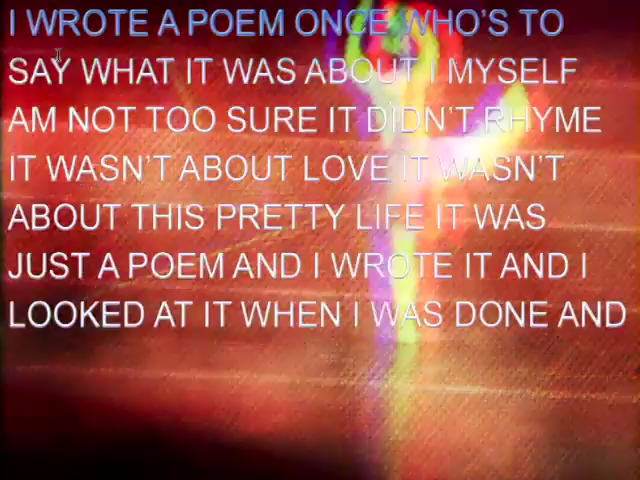 I WROTE A POEM ONCE WHO'S TO
SAY WHAT IT WAS ABOUT I MYSELF
AM NOT TOO SURE IT DIDN'T RHYME
IT WASN'T ABOUT LOVE IT WASN'T
ABOUT THIS PRETTY LIFE IT WAS
JUST A POEM AND I WROTE IT AND I
LOOKED AT IT WHEN I WAS DONE AND